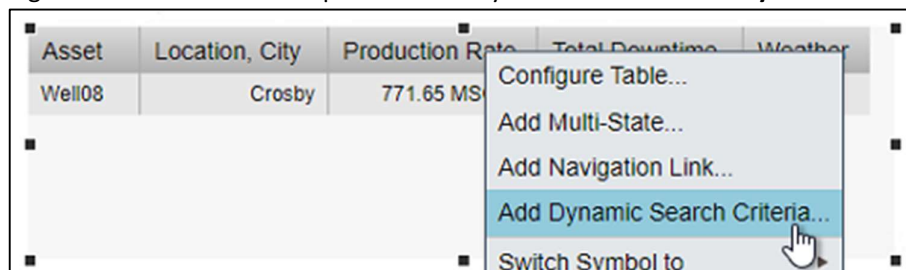 Asset Location, City Production Rate Total Downtime Weather
Well08 Crosby 771.65
Configure Table...
Add Multi-State...
Add Navigation Link...
Add Dynamic Search Criteria...
Switch Symbol to